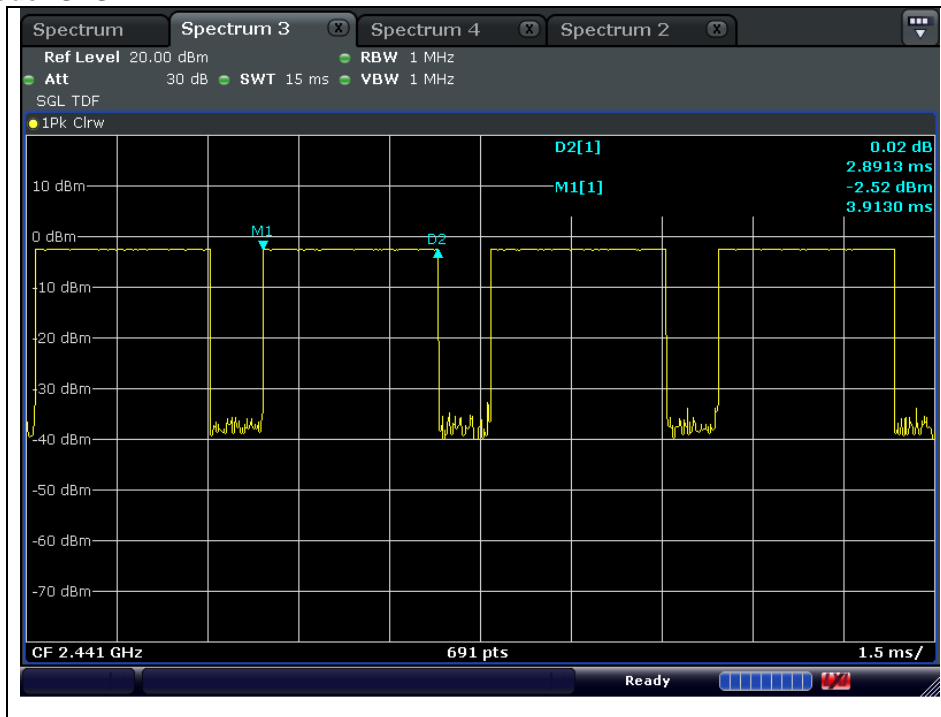 Spectrum Spectrum 3 Spectrum 4 Spectrum 2
Ref Level 20.00 dBm RBW 1 MHz
Att 30 dB SWT 15 ms VBW 1 MHz
SGL TDF
1Pk Clrw
D2[1] 0.02 dB
2.8913 ms
10 dBm M1[1] -2.52 dBm
3.9130 ms
0 dBm M1 D2
-10 dBm
-20 dBm
-30 dBm
-40 dBm
-50 dBm
-60 dBm
-70 dBm
CF 2.441 GHz 691 pts 1.5 ms/
Ready